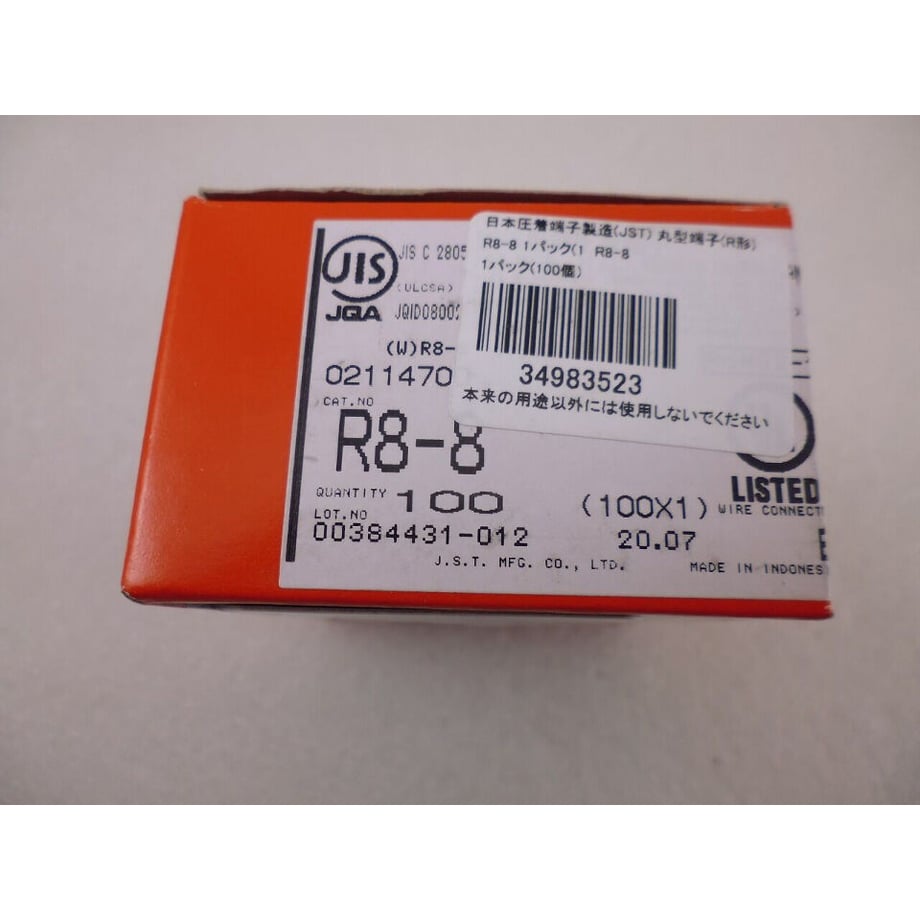 日本圧着端子製造(JST) 丸型端子(R形)
R8-8 1パック(1 R8-8
1パック(100個)
34983523
本来の用途以外には使用しないでください
JIS
JQA
JIS C 2805
(ULCSA)
JQID0800
(W)R8-
0211470
CAT.NO
R8-8
QUANTITY 100 (100X1)
LOT.NO
00384431-012 20.07
J.S.T. MFG. CO., LTD.
LISTED
WIRE CONNECT
MADE IN INDONES